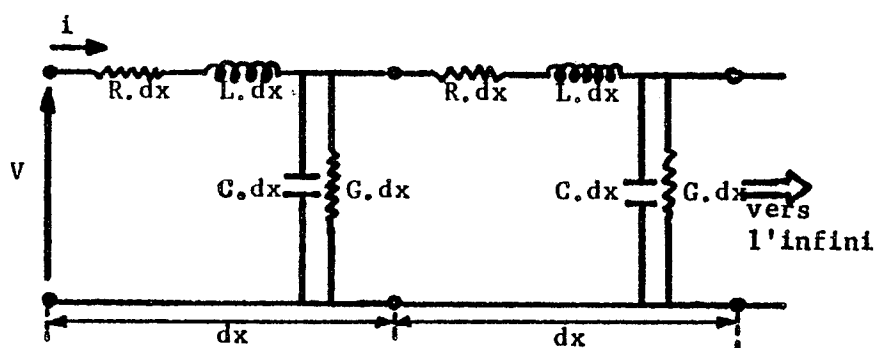 i
R.dx L.dx R.dx L.dx
V
C.dx G.dx C.dx G.dx
vers
l'infini
dx dx